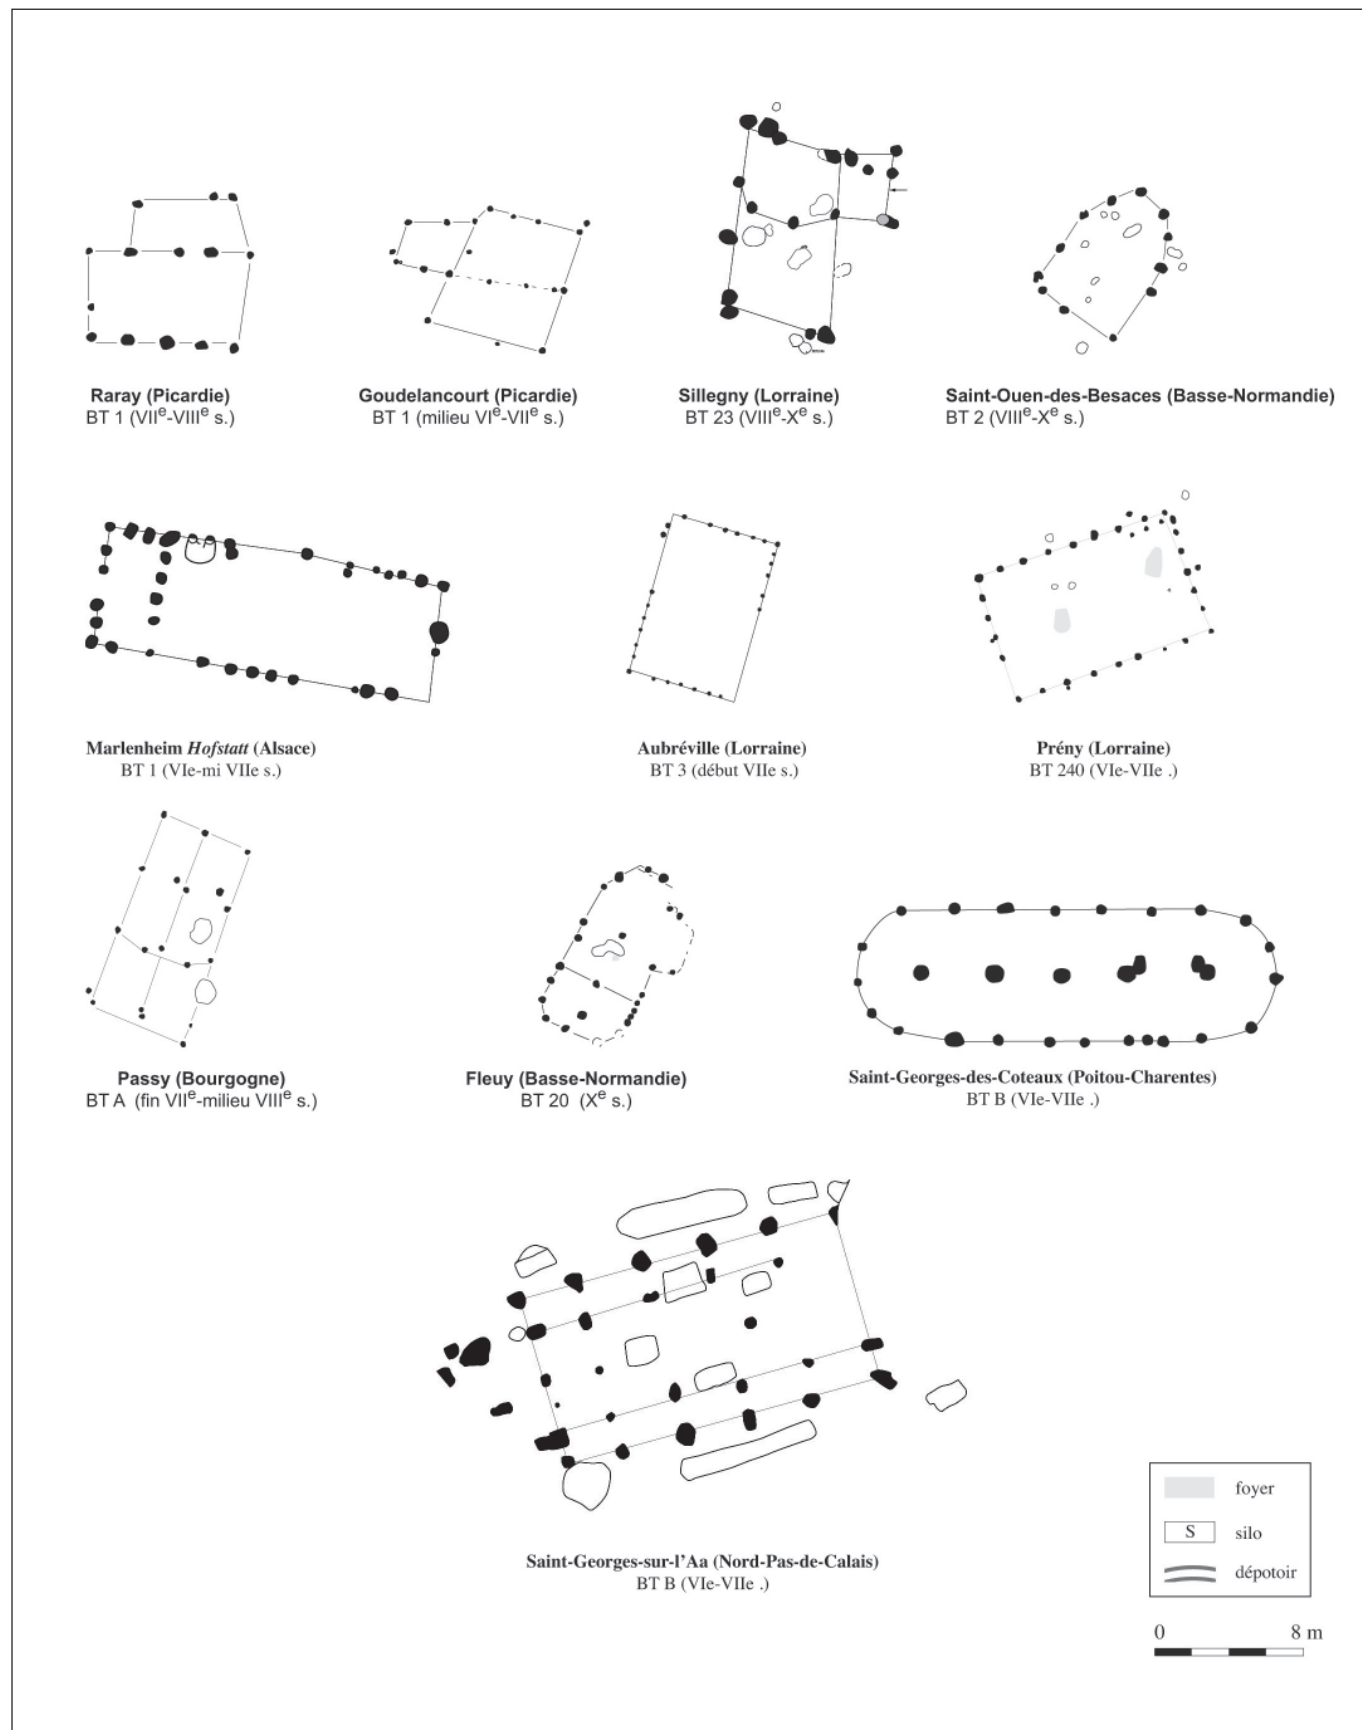 Raray (Picardie)
BT 1 (VIIe-VIIIe s.)
Goudelancourt (Picardie)
BT 1 (milieu VIe-VIIe s.)
Sillegny (Lorraine)
BT 23 (VIIIe-Xe s.)
Saint-Ouen-des-Besaces (Basse-Normandie)
BT 2 (VIIIe-Xe s.)
Marlenheim Hofstatt (Alsace)
BT 1 (VIe-mi VIIe s.)
Aubréville (Lorraine)
BT 3 (début VIIe s.)
Prény (Lorraine)
BT 240 (VIe-VIIe .)
Passy (Bourgogne)
BT A (fin VIIe-milieu VIIIe s.)
Fleuy (Basse-Normandie)
BT 20 (Xe s.)
Saint-Georges-des-Coteaux (Poitou-Charentes)
BT B (VIe-VIIe .)
Saint-Georges-sur-l'Aa (Nord-Pas-de-Calais)
BT B (VIe-VIIe .)
foyer
S silo
dépotoir
0 8 m